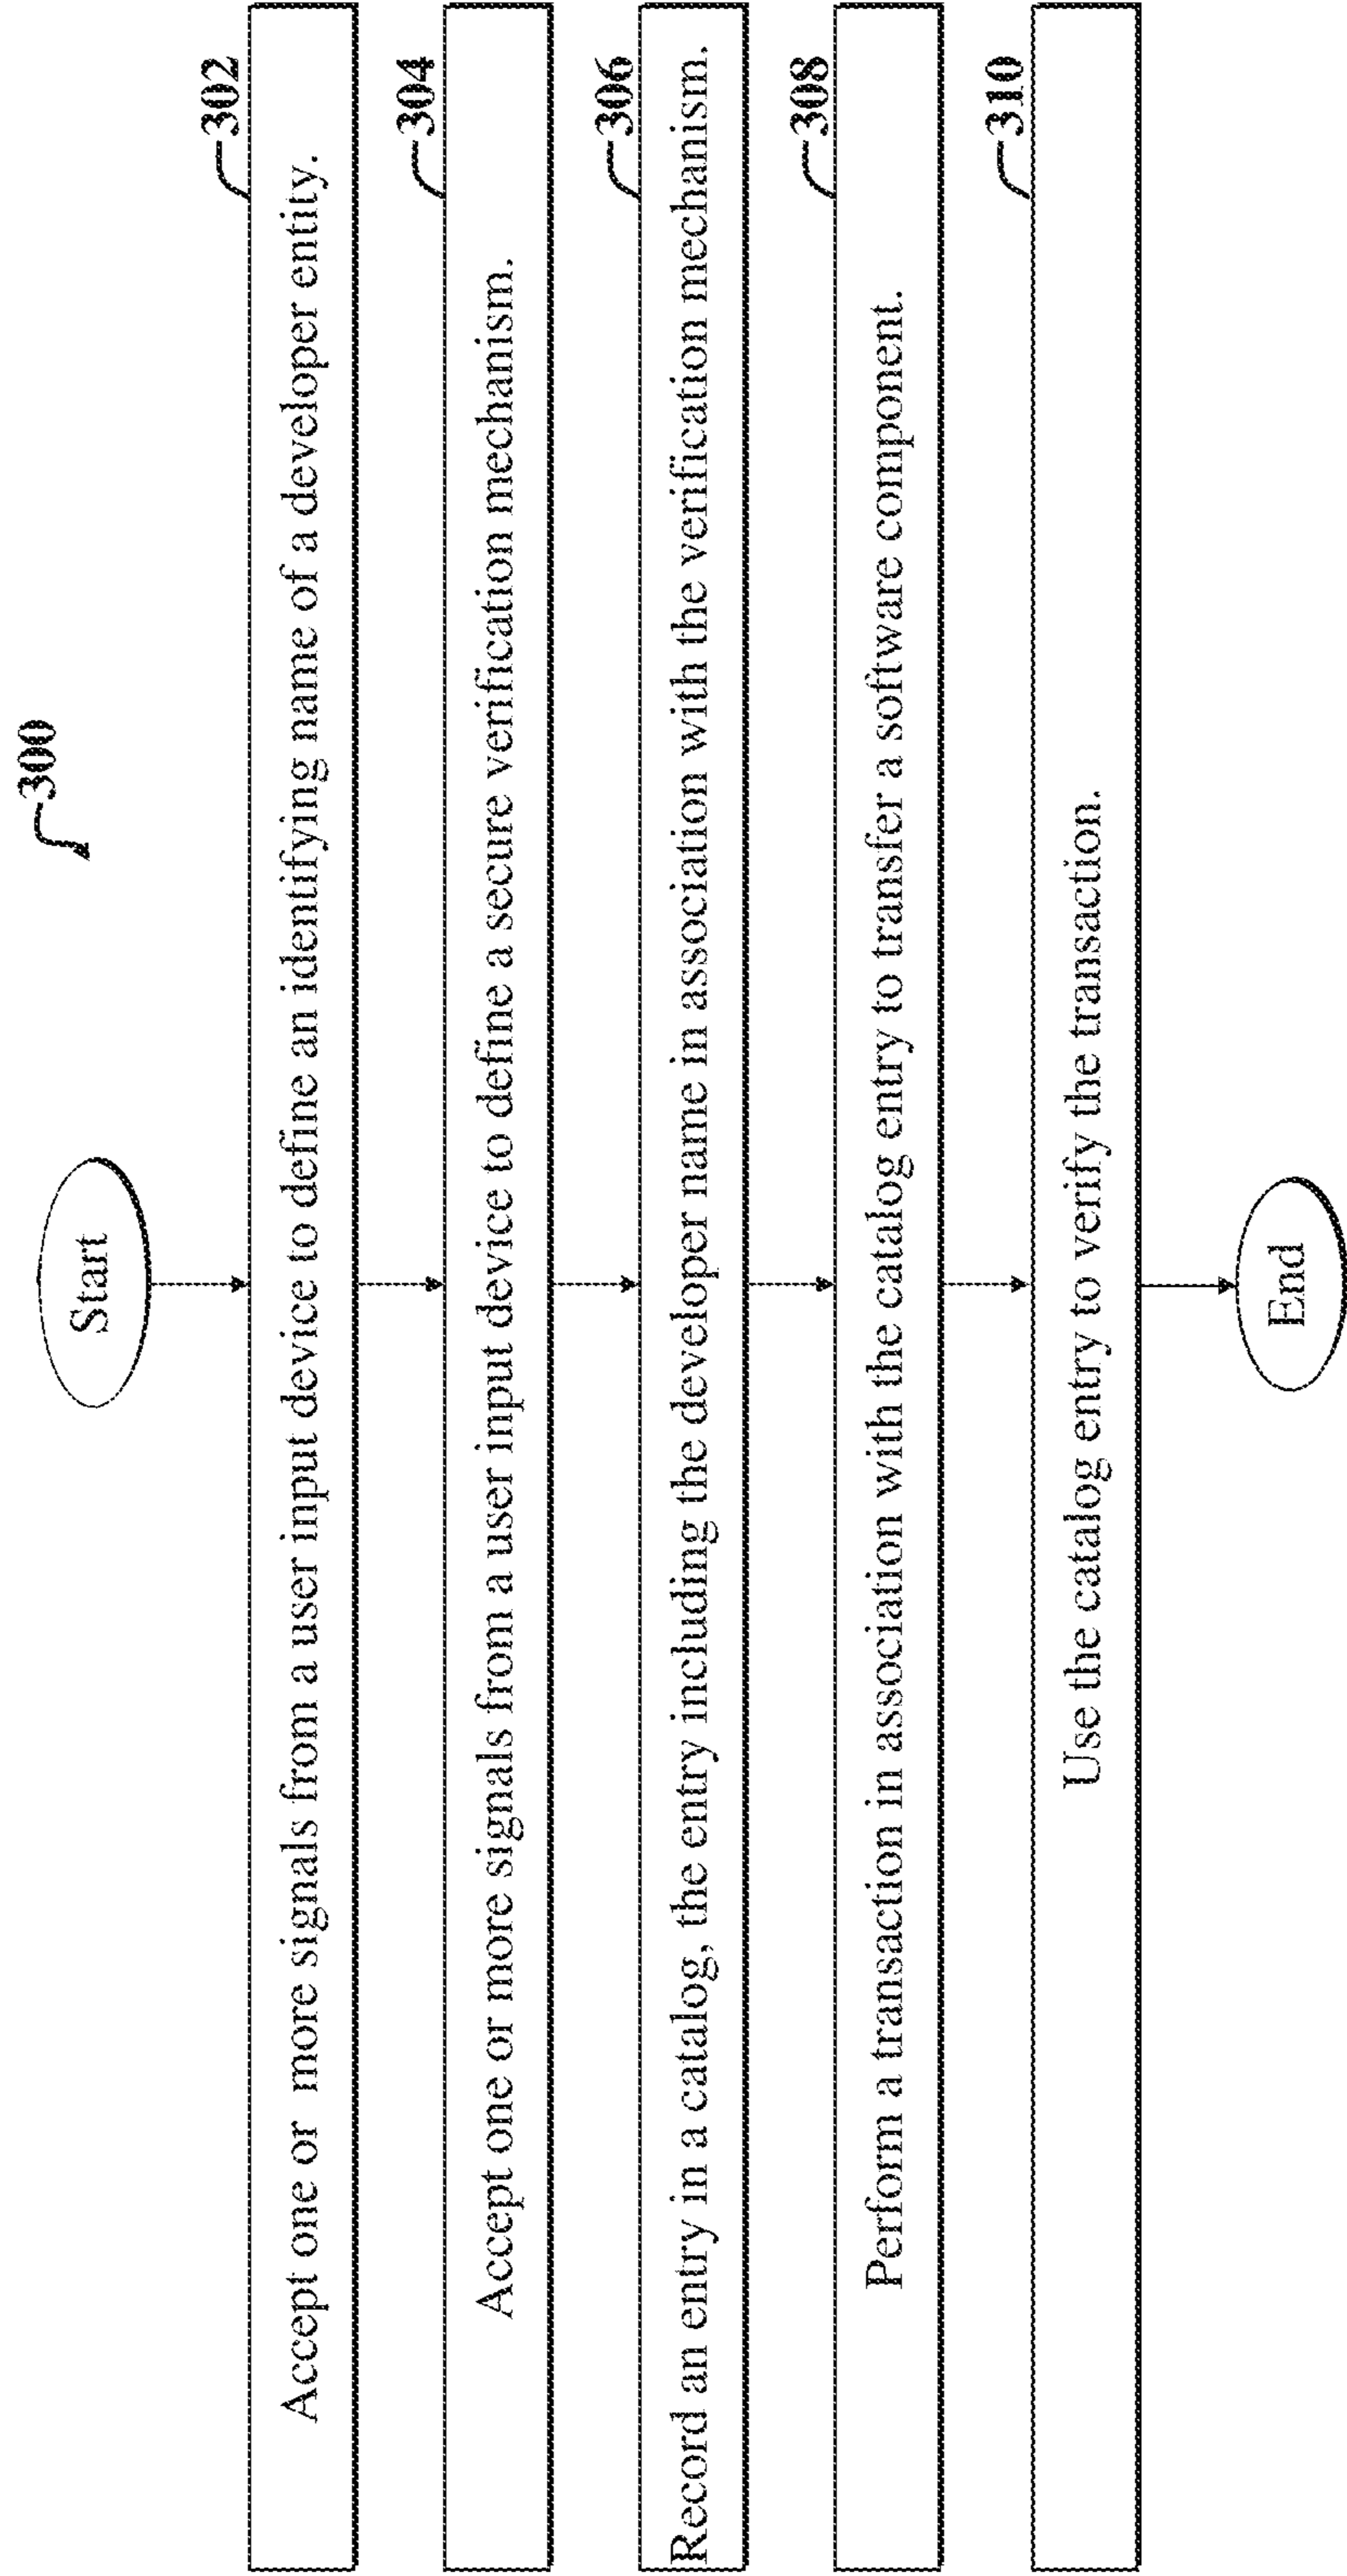 300
Start
302
Accept one or more signals from a user input device to define an identifying name of a developer entity.
304
Accept one or more signals from a user input device to define a secure verification mechanism.
306
Record an entry in a catalog, the entry including the developer name in association with the verification mechanism.
308
Perform a transaction in association with the catalog entry to transfer a software component.
310
Use the catalog entry to verify the transaction.
End